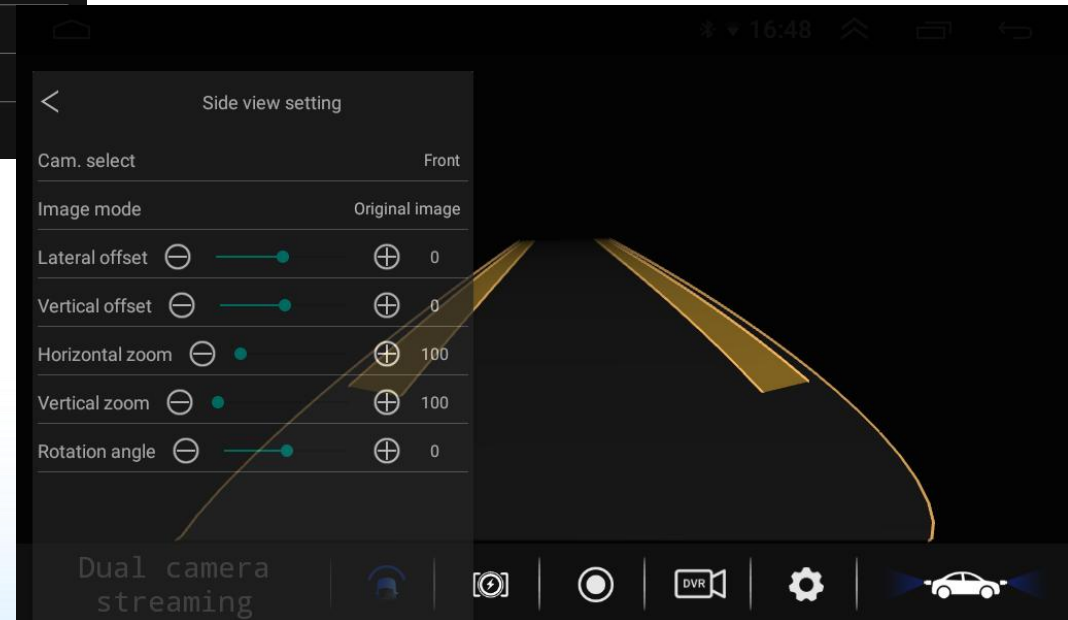 16:48
Side view setting
Cam. select Front
Image mode Original image
Lateral offset 0
Vertical offset 0
Horizontal zoom 100
Vertical zoom 100
Rotation angle 0
Dual camera
streaming
DVR